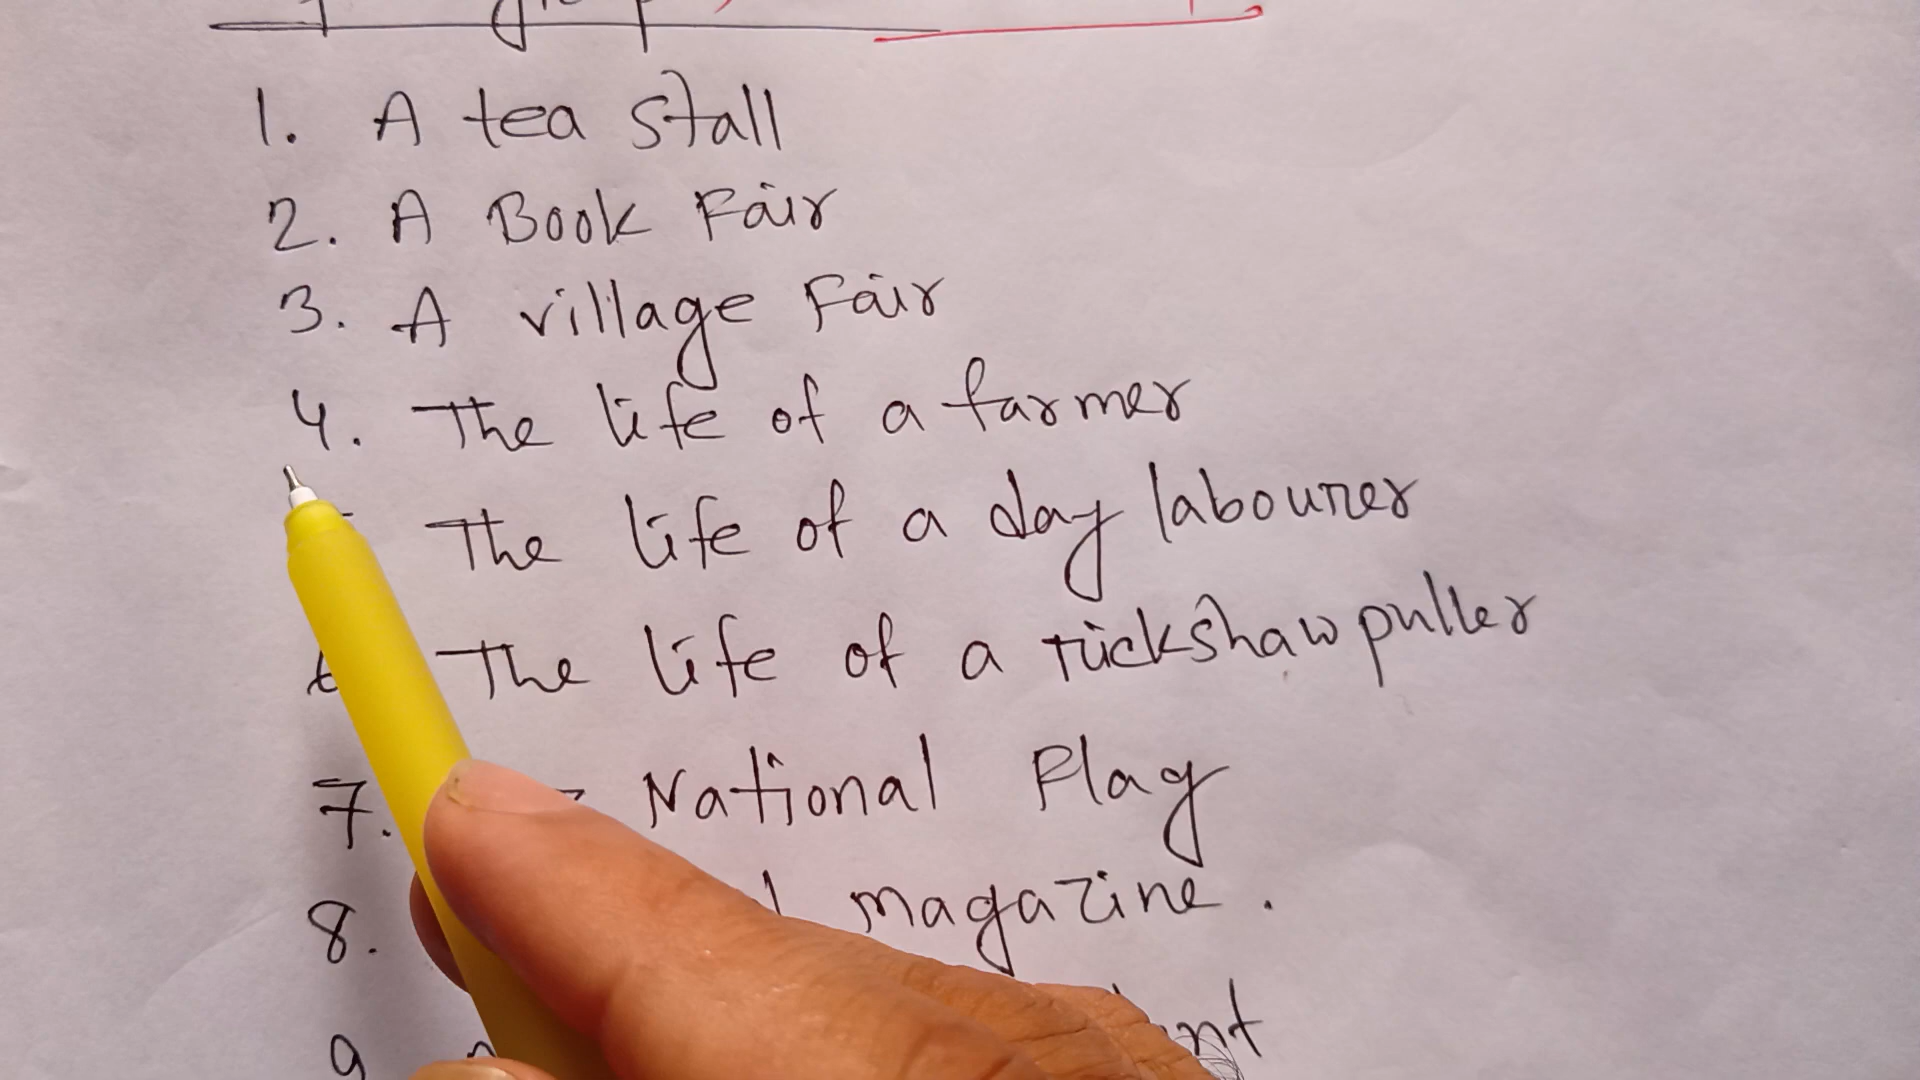 1. A tea stall
2. A Book Fair
3. A village Fair
4. The life of a farmer
The life of a day labourer
The life of a rickshaw puller
7. National Flag
8. magazine.
9